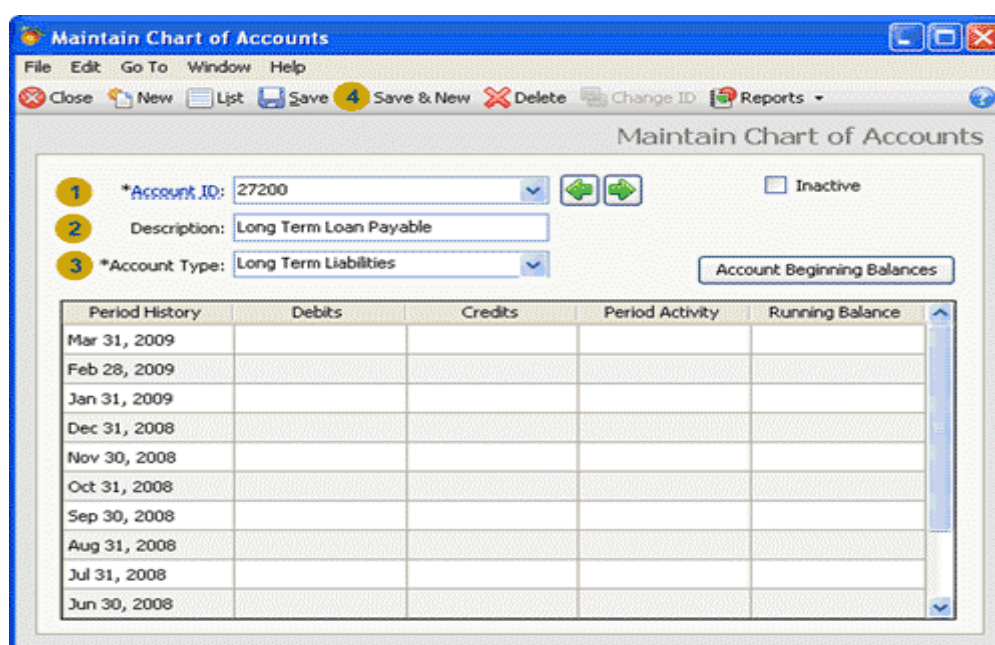 Maintain Chart of Accounts
File Edit Go To Window Help
Close New List Save 4 Save & New Delete Change ID Reports
Maintain Chart of Accounts
1 *Account ID: 27200 Inactive
2 Description: Long Term Loan Payable
3 *Account Type: Long Term Liabilities
Account Beginning Balances
Period History Debits Credits Period Activity Running Balance
Mar 31, 2009
Feb 28, 2009
Jan 31, 2009
Dec 31, 2008
Nov 30, 2008
Oct 31, 2008
Sep 30, 2008
Aug 31, 2008
Jul 31, 2008
Jun 30, 2008